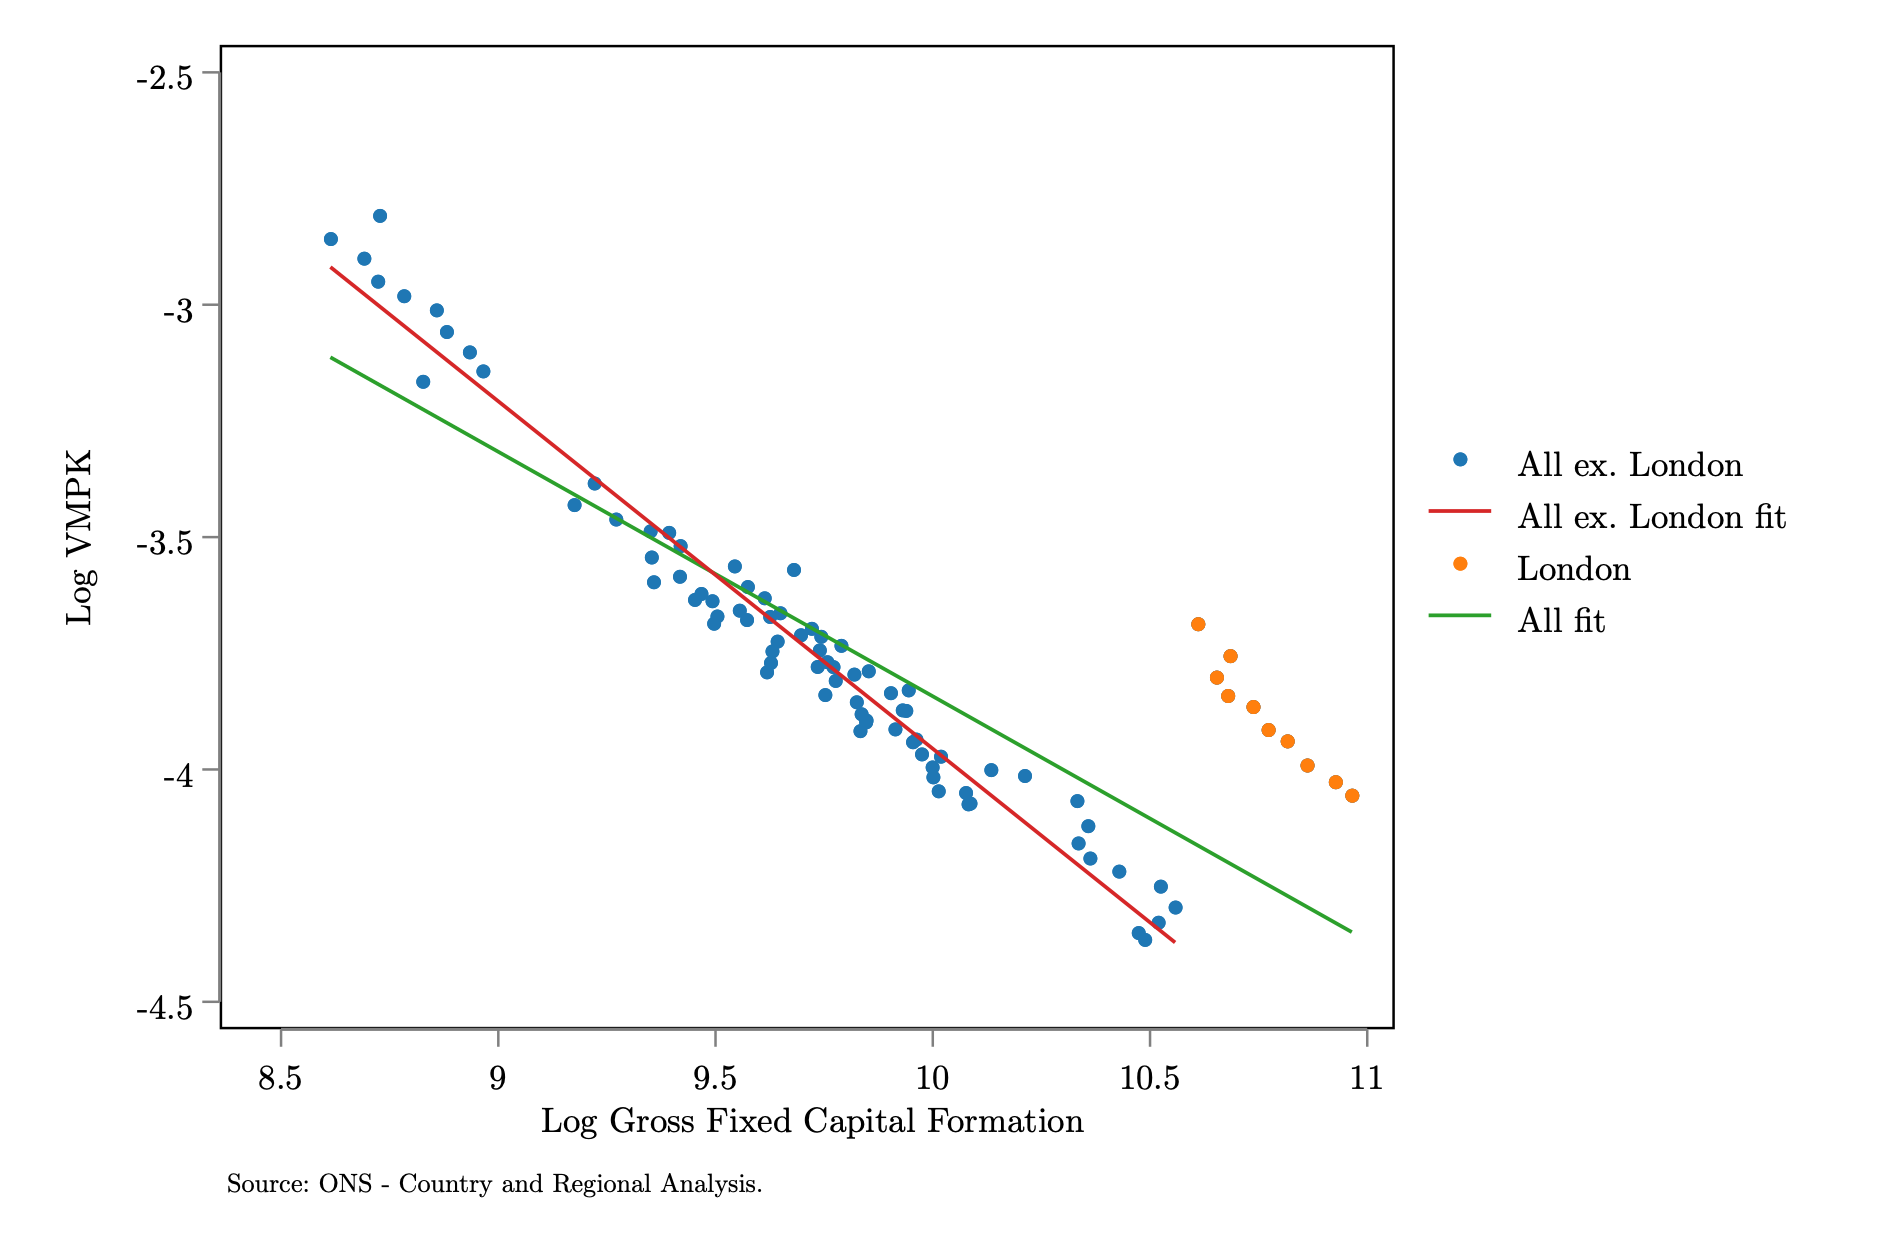 -2.5
-3
-3.5
-4
-4.5
Log VMPK
8.5 9 9.5 10 10.5 11
Log Gross Fixed Capital Formation
All ex. London
All ex. London fit
London
All fit
Source: ONS - Country and Regional Analysis.